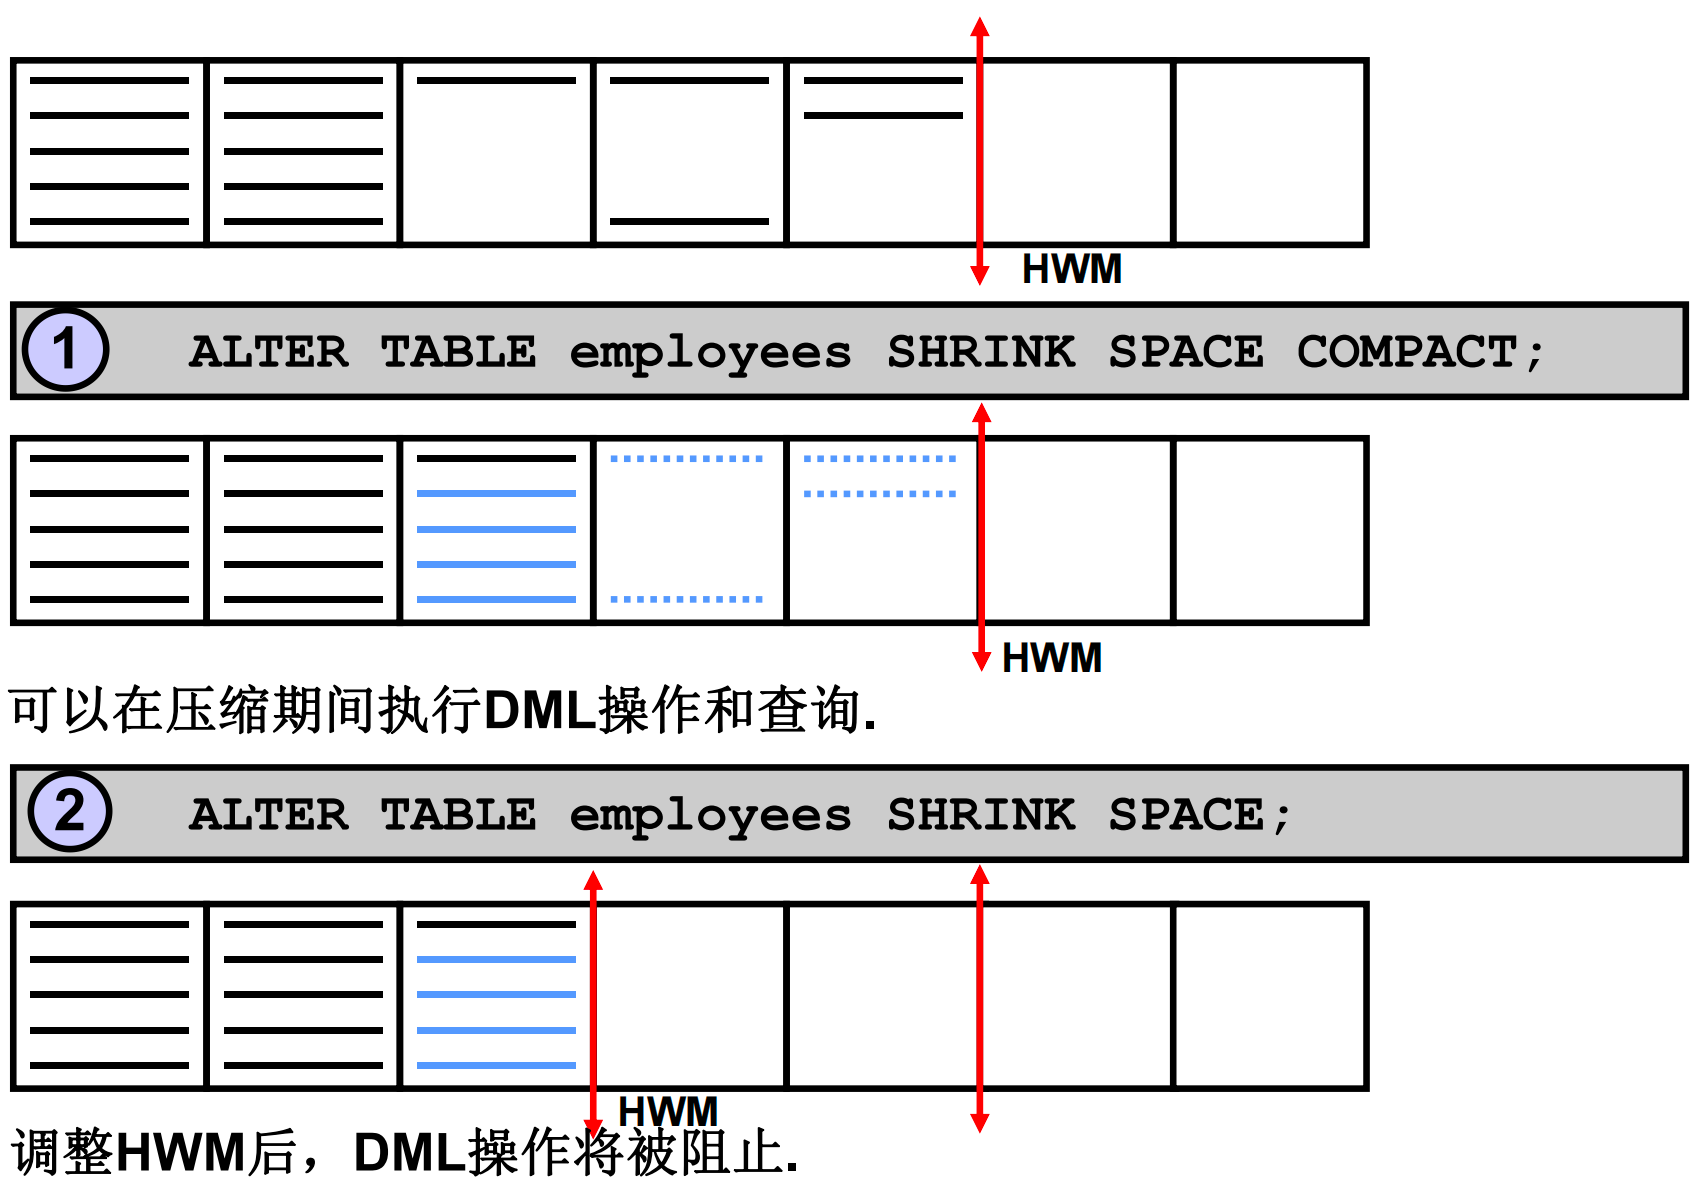 HWM
1 ALTER TABLE employees SHRINK SPACE COMPACT;
HWM
可以在压缩期间执行DML操作和查询.
2 ALTER TABLE employees SHRINK SPACE;
HWM
调整HWM后，DML操作将被阻止.